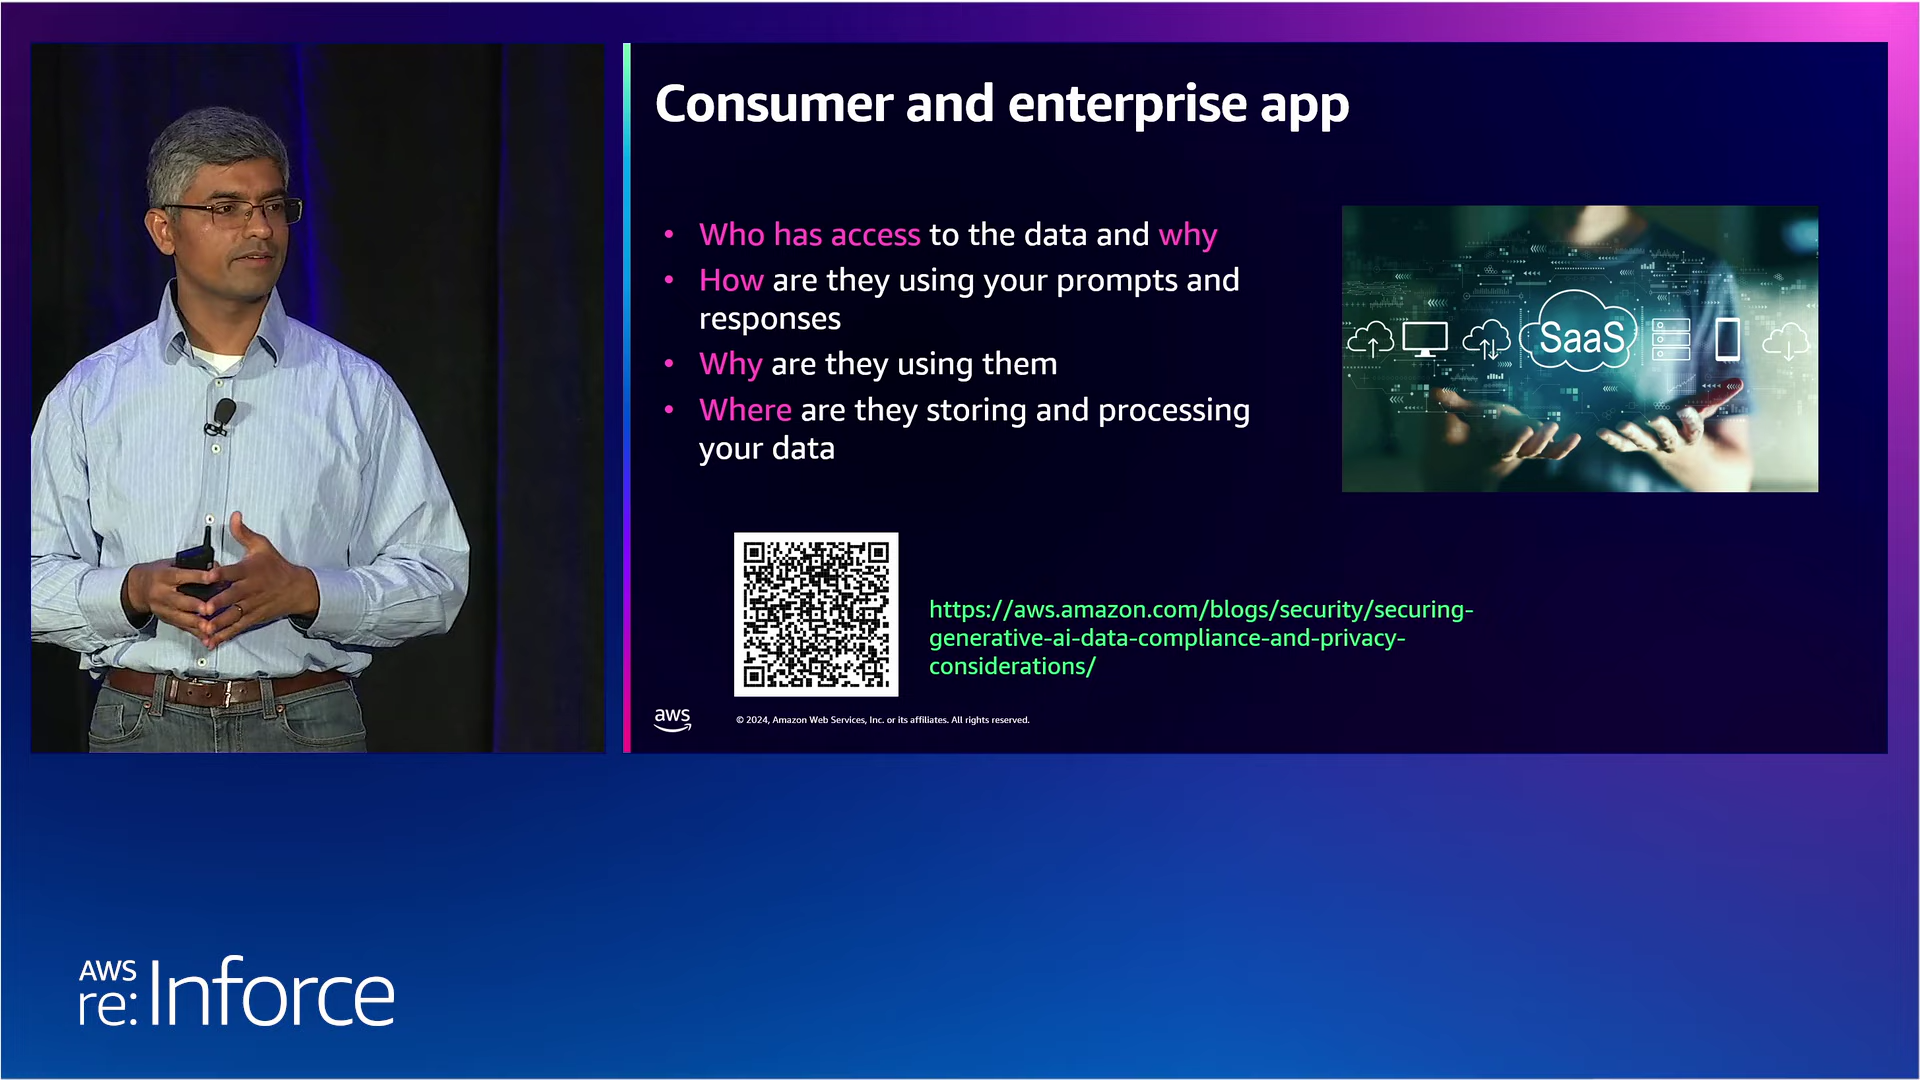 Consumer and enterprise app
• Who has access to the data and why
• How are they using your prompts and
responses
• Why are they using them
• Where are they storing and processing
your data
SaaS
https://aws.amazon.com/blogs/security/securing-
generative-ai-data-compliance-and-privacy-
considerations/
aws
© 2024, Amazon Web Services, Inc. or its affiliates. All rights reserved.
AWS
re:Inforce